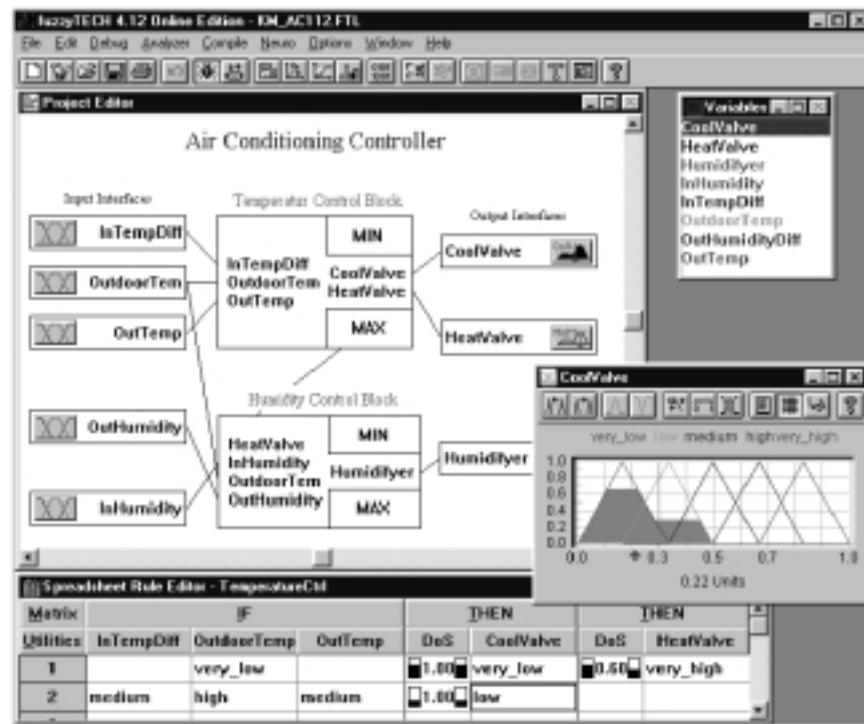 fuzzyTECH 4.12 Online Edition - KM_AC112.FTL
File Edit Debug Analyzer Compile Neuro Options Window Help
Project Editor
Air Conditioning Controller
Input Interfaces
Temperatur Control Block
Output Interfaces
InTempDiff
OutdoorTem
OutTemp
OutHumidity
InHumidity
MIN
InTempDiff
OutdoorTem
OutTemp
CoolValve
HeatValve
MAX
CoolValve
HeatValve
Humidity Control Block
HeatValve
InHumidity
OutdoorTem
OutHumidity
MIN
Humidityer
MAX
Humidityer
Variables
CoolValve
HeatValve
Humidityer
InHumidity
InTempDiff
OutdoorTemp
OutHumidityDiff
OutTemp
CoolValve
very_low low medium high very_high
1.0
0.8
0.6
0.4
0.2
0.0
0.0 0.3 0.5 0.7 1.0
0.22 Units
Spreadsheet Rule Editor - TemperatureCtrl
Matrix IF THEN THEN
Utilities InTempDiff OutdoorTemp OutTemp DoS CoolValve DoS HeatValve
1 very_low 1.00 very_low 0.60 very_high
2 medium high medium 1.00 low